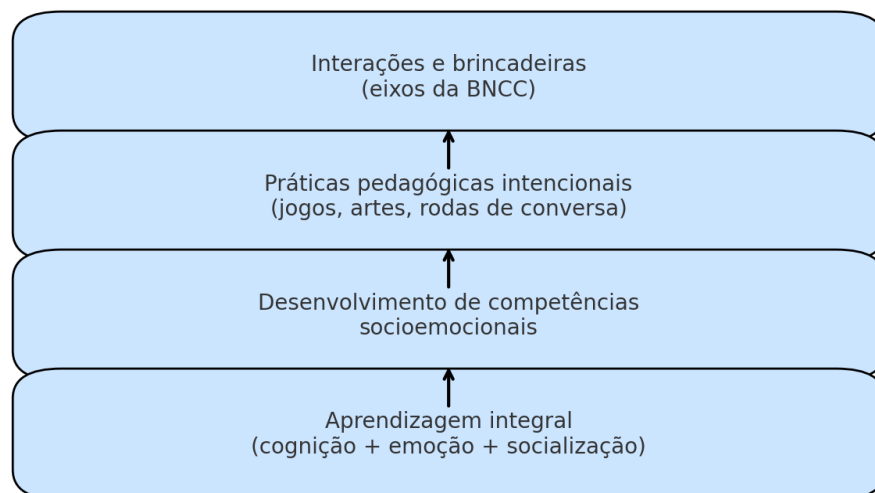 Interações e brincadeiras
(eixos da BNCC)
Práticas pedagógicas intencionais
(jogos, artes, rodas de conversa)
Desenvolvimento de competências
socioemocionais
Aprendizagem integral
(cognição + emoção + socialização)